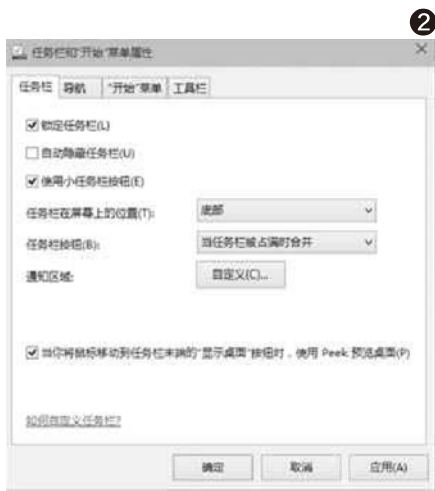 ❷
任务栏和“开始”菜单属性
任务栏 导航 “开始”菜单 工具栏
锁定任务栏(L)
自动隐藏任务栏(U)
使用小任务栏按钮(E)
任务栏在屏幕上的位置(T): 底部
任务栏按钮(B): 当任务栏被占满时合并
通知区域: 自定义(C)...
当你将鼠标移动到任务栏末端的“显示桌面”按钮时，使用 Peek 预览桌面(P)
如何自定义任务栏?
确定 取消 应用(A)